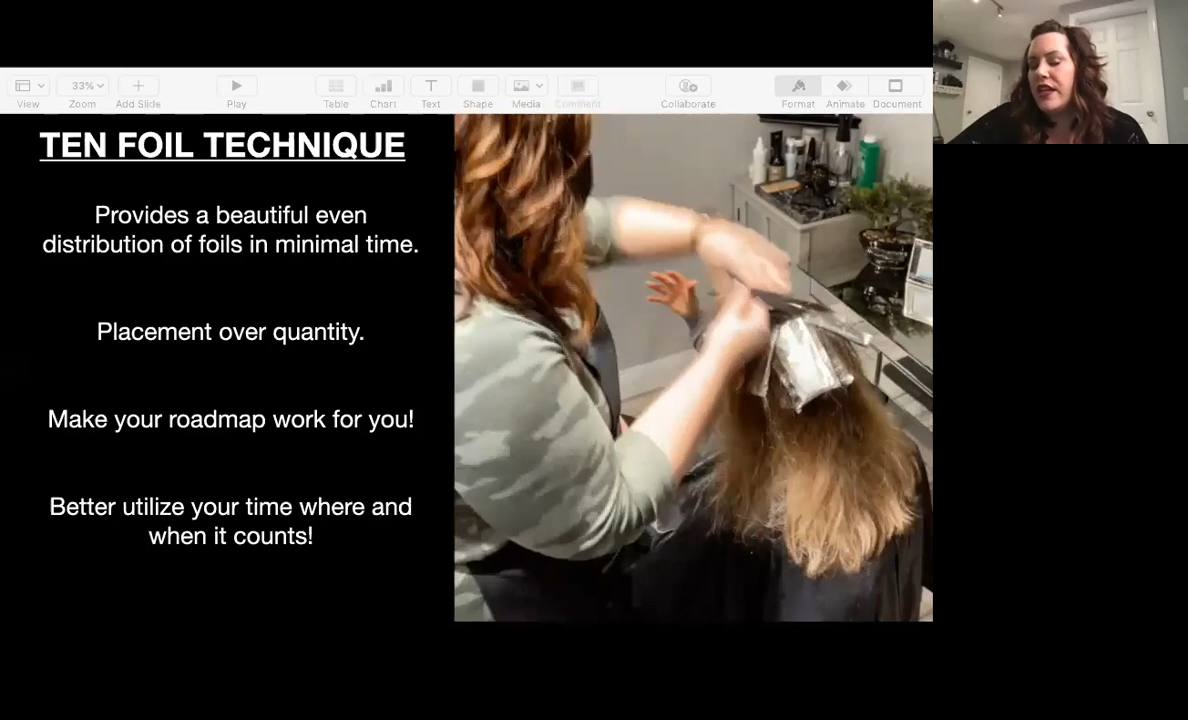 33%
View
Zoom
Add Slide
Play
Table
Chart
Text
Shape
Media
Comment
Collaborate
Format
Animate
Document
TEN FOIL TECHNIQUE
Provides a beautiful even
distribution of foils in minimal time.
Placement over quantity.
Make your roadmap work for you!
Better utilize your time where and
when it counts!